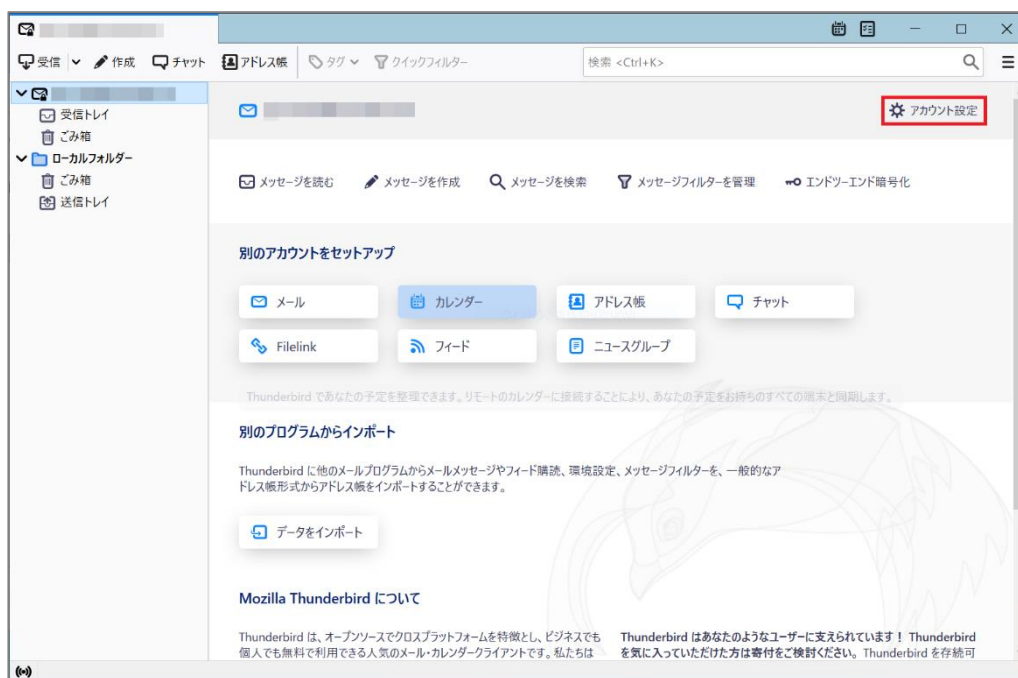 受信 作成 チャット アドレス帳 タグ クイックフィルター 検索 <Ctrl+K>
受信トレイ
ごみ箱
ローカルフォルダー
ごみ箱
送信トレイ
アカウント設定
メッセージを読む メッセージを作成 メッセージを検索 メッセージフィルターを管理 エンドツーエンド暗号化
別のアカウントをセットアップ
メール カレンダー アドレス帳 チャット
Filelink フィード ニュースグループ
Thunderbird であなたの予定を整理できます。リモートのカレンダーに接続することにより、あなたの予定をお持ちのすべての端末と同期します。
別のプログラムからインポート
Thunderbird に他のメールプログラムからメールメッセージやフィード購読、環境設定、メッセージフィルターを、一般的なア
ドレス帳形式からアドレス帳をインポートすることができます。
データをインポート
Mozilla Thunderbird について
Thunderbird は、オープンソースでクロスプラットフォームを特徴とし、ビジネスでも
個人でも無料で利用できる人気のメール・カレンダークライアントです。私たちは
Thunderbird はあなたのようなユーザーに支えられています！ Thunderbird
を気に入っていただけた方は寄付をご検討ください。Thunderbird を存続可